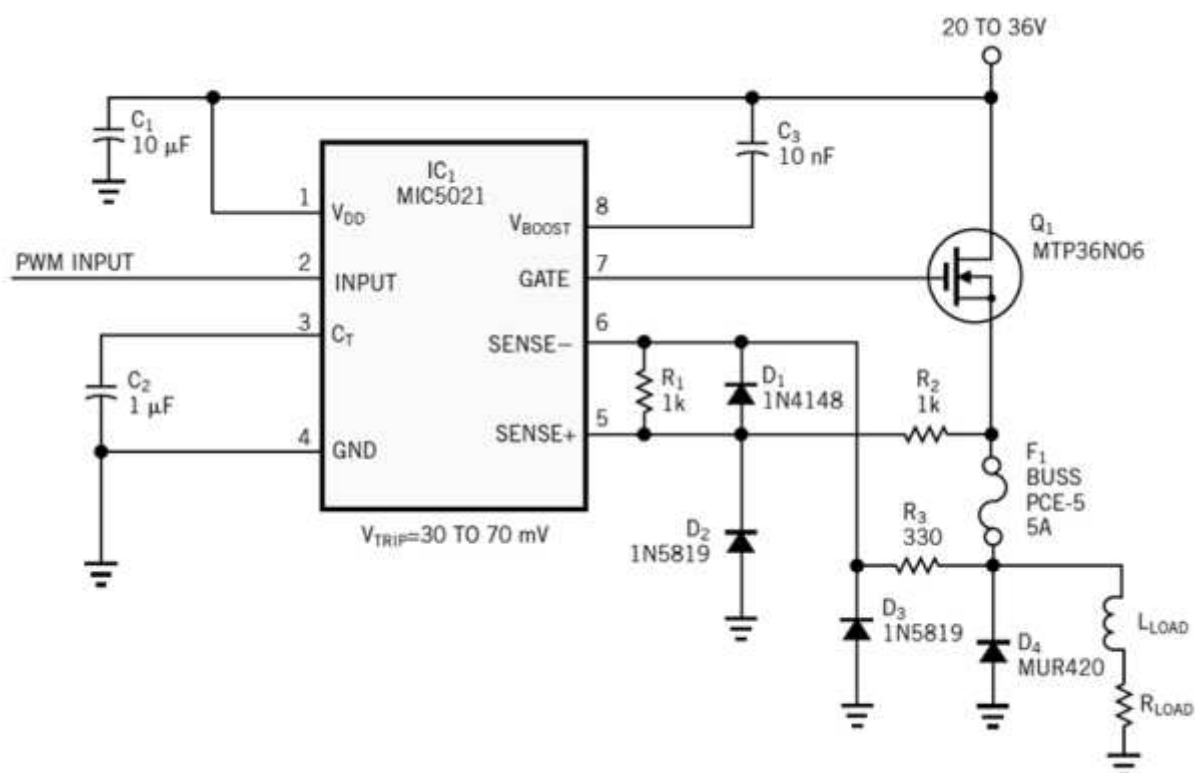 20 TO 36V
C1
10 µF
C3
10 nF
IC1
MIC5021
1
VDD
8
VBOOST
Q1
MTP36N06
PWM INPUT
2
INPUT
7
GATE
3
CT
6
SENSE−
C2
1 µF
R1
1k
D1
1N4148
R2
1k
5
SENSE+
4
GND
F1
BUSS
PCE-5
5A
VTRIP=30 TO 70 mV
D2
1N5819
R3
330
D3
1N5819
D4
MUR420
LLOAD
RLOAD